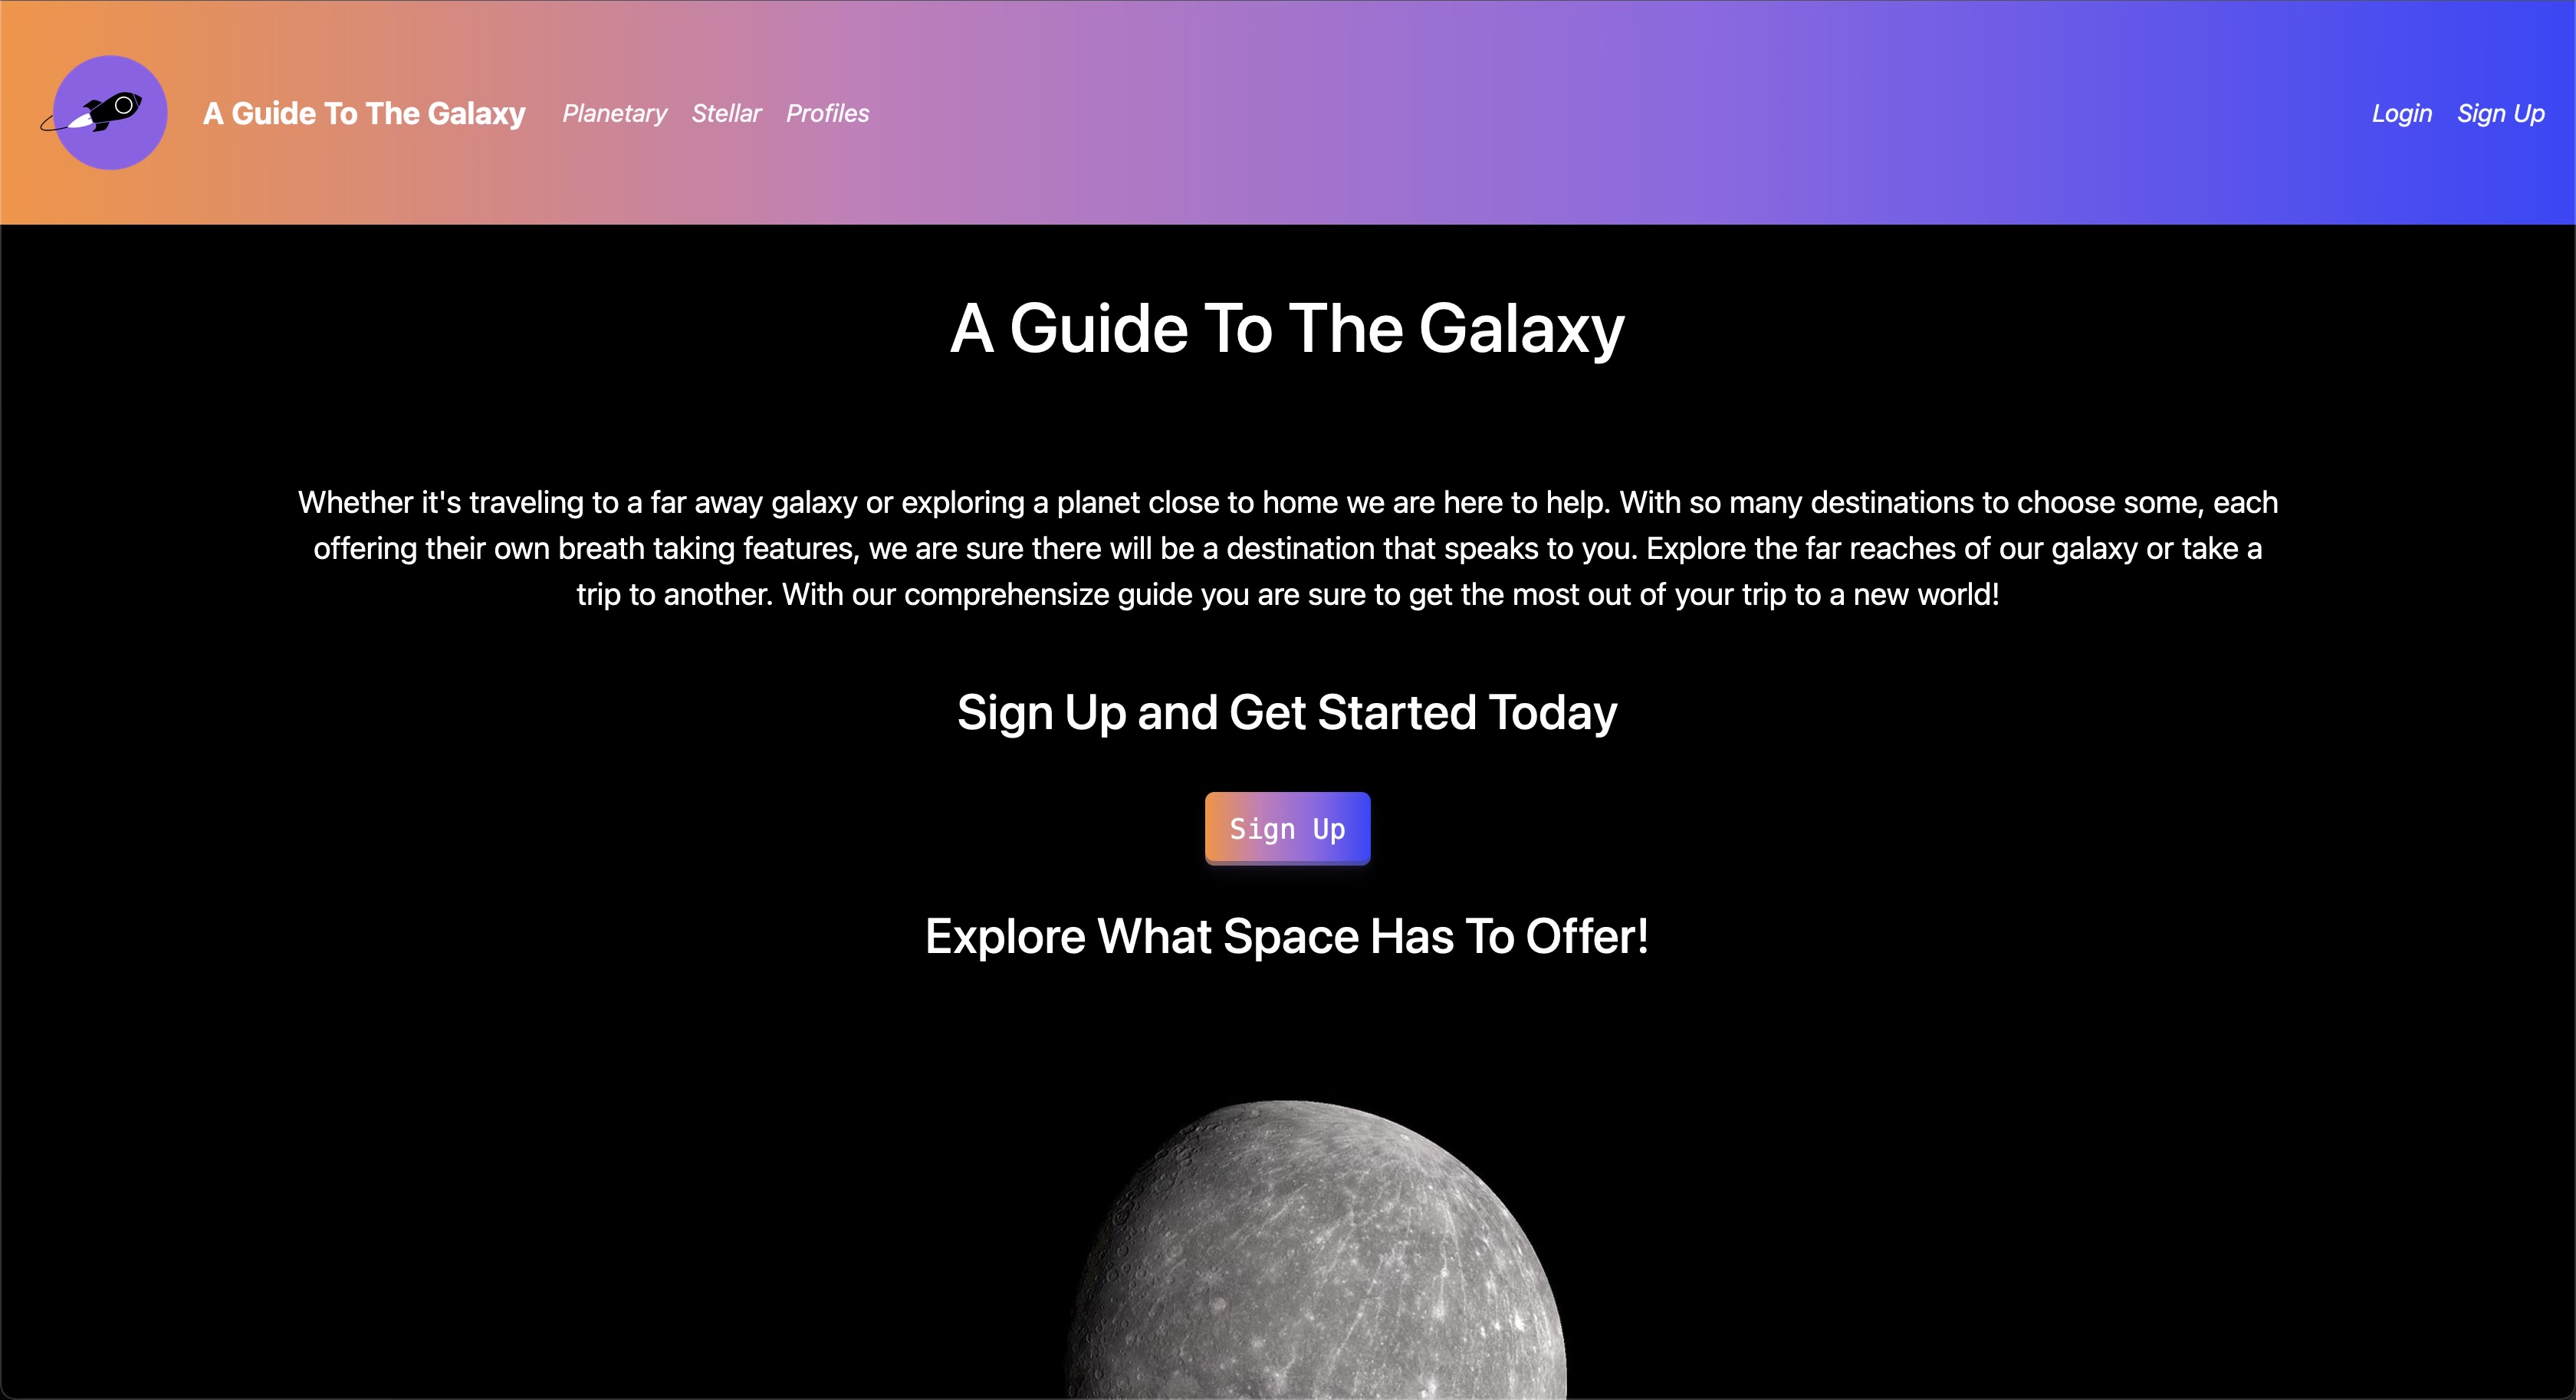 A Guide To The Galaxy Planetary Stellar Profiles Login Sign Up
A Guide To The Galaxy
Whether it's traveling to a far away galaxy or exploring a planet close to home we are here to help. With so many destinations to choose some, each
offering their own breath taking features, we are sure there will be a destination that speaks to you. Explore the far reaches of our galaxy or take a
trip to another. With our comprehensize guide you are sure to get the most out of your trip to a new world!
Sign Up and Get Started Today
Sign Up
Explore What Space Has To Offer!